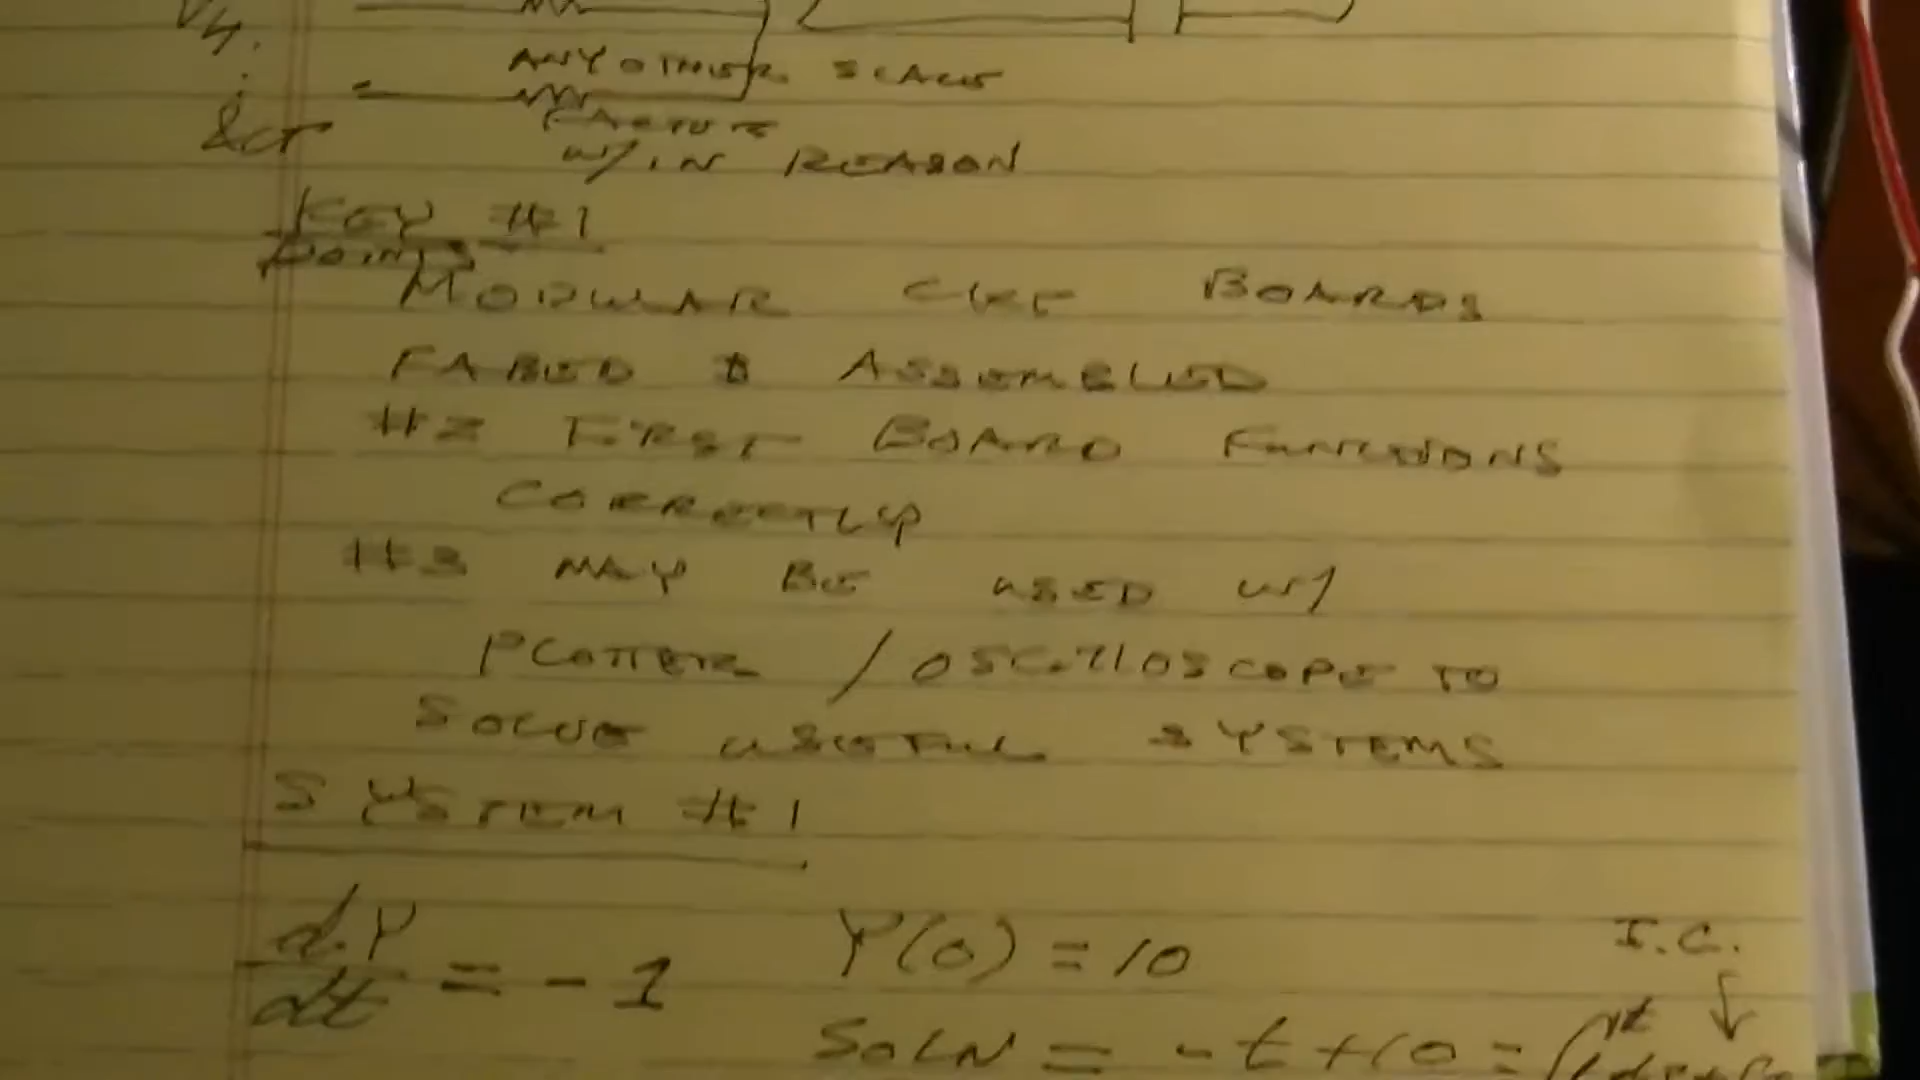 ANY OTHER SCALE
FACTOR
W/IN REASON
&CT
KEY #1
POINTS
MODULAR CKT BOARDS
FABED & ASSEMBLED
#2 FIRST BOARD FUNCTIONS
CORRECTLY
#3 MAY BE USED W/
PLOTTER / OSCILLOSCOPE TO
SOLVE USEFUL SYSTEMS
SYSTEM #1
dY/dt = -1 Y(0) = 10 I.C.
SOLN = -t+10 = ∫